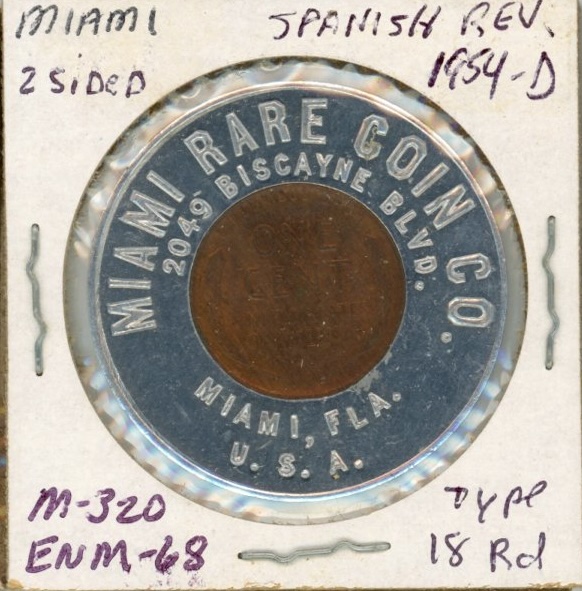 MIAMI
SPANISH REV.
2 SIDED
1954-D
MIAMI RARE COIN CO.
2049 BISCAYNE BLVD.
ONE
CENT
MIAMI, FLA.
U. S. A.
M-320
ENM-68
TYPE
18 Rd